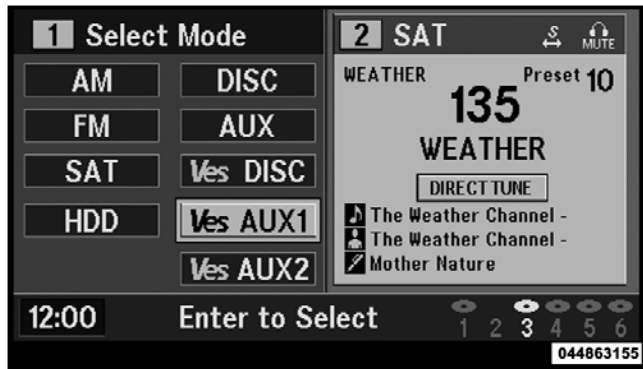 1 Select Mode
AM
FM
SAT
HDD
DISC
AUX
Ves DISC
Ves AUX1
Ves AUX2
2 SAT
S
MUTE
WEATHER
Preset 10
135
WEATHER
DIRECT TUNE
The Weather Channel -
The Weather Channel -
Mother Nature
12:00 Enter to Select
1 2 3 4 5 6
044863155